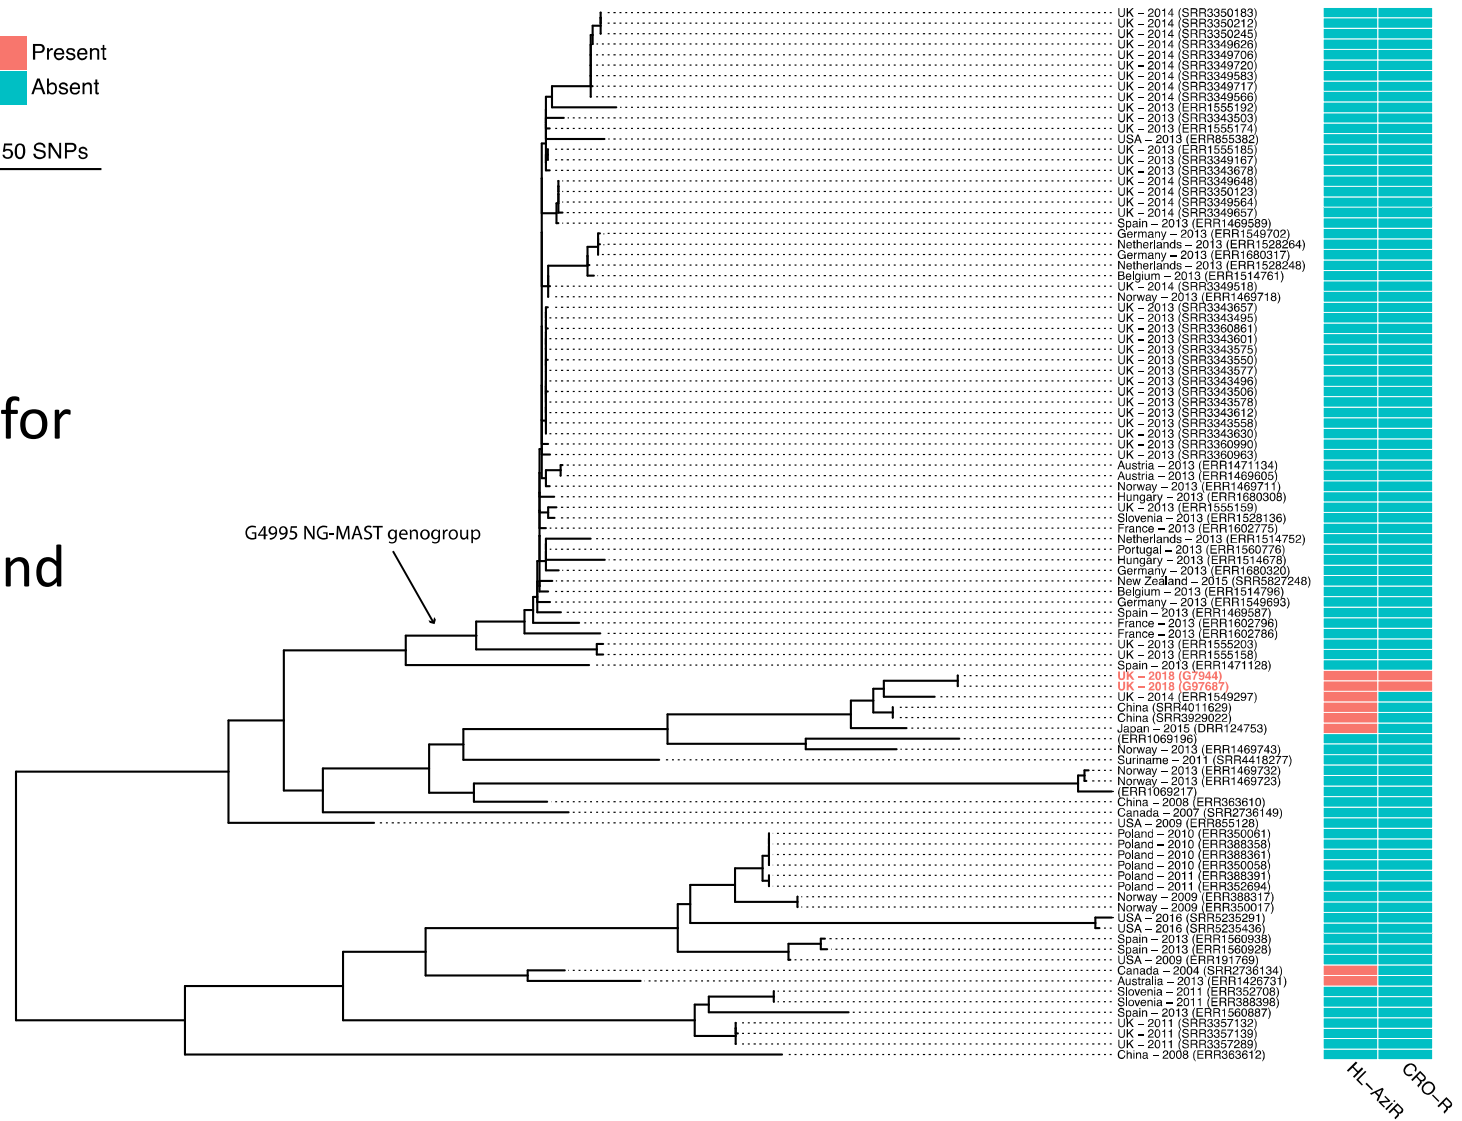 Present
Absent
50 SNPs
for
nd
G4995 NG-MAST genogroup
UK – 2014 (SRR3350183)
UK – 2014 (SRR3350212)
UK – 2014 (SRR3350245)
UK – 2014 (SRR3349626)
UK – 2014 (SRR3349706)
UK – 2014 (SRR3349720)
UK – 2014 (SRR3349583)
UK – 2014 (SRR3349717)
UK – 2014 (SRR3349566)
UK – 2013 (ERR1555192)
UK – 2013 (SRR3343503)
UK – 2013 (ERR1555174)
USA – 2013 (ERR855382)
UK – 2013 (ERR1555185)
UK – 2013 (SRR3349167)
UK – 2013 (SRR3343678)
UK – 2014 (SRR3349648)
UK – 2014 (SRR3350123)
UK – 2014 (SRR3349564)
UK – 2014 (SRR3349657)
Spain – 2013 (ERR1469589)
Germany – 2013 (ERR1549702)
Netherlands – 2013 (ERR1528264)
Germany – 2013 (ERR1680317)
Netherlands – 2013 (ERR1528248)
Belgium – 2013 (ERR1514761)
UK – 2014 (SRR3349518)
Norway – 2013 (ERR1469718)
UK – 2013 (SRR3343657)
UK – 2013 (SRR3343495)
UK – 2013 (SRR3360861)
UK – 2013 (SRR3343601)
UK – 2013 (SRR3343575)
UK – 2013 (SRR3343550)
UK – 2013 (SRR3343577)
UK – 2013 (SRR3343496)
UK – 2013 (SRR3343506)
UK – 2013 (SRR3343578)
UK – 2013 (SRR3343612)
UK – 2013 (SRR3343558)
UK – 2013 (SRR3343630)
UK – 2013 (SRR3360990)
UK – 2013 (SRR3360963)
Austria – 2013 (ERR1471134)
Austria – 2013 (ERR1469605)
Norway – 2013 (ERR1469711)
Hungary – 2013 (ERR1680308)
UK – 2013 (ERR1555159)
Slovenia – 2013 (ERR1528136)
France – 2013 (ERR1602775)
Netherlands – 2013 (ERR1514752)
Portugal – 2013 (ERR1560776)
Hungary – 2013 (ERR1514678)
Germany – 2013 (ERR1680320)
New Zealand – 2015 (SRR5827248)
Belgium – 2013 (ERR1514796)
Germany – 2013 (ERR1549693)
Spain – 2013 (ERR1469587)
France – 2013 (ERR1602796)
France – 2013 (ERR1602786)
UK – 2013 (ERR1555203)
UK – 2013 (ERR1555158)
Spain – 2013 (ERR1471128)
UK – 2018 (G7944)
UK – 2018 (G97687)
UK – 2014 (ERR1549297)
China (SRR4011629)
China (SRR3929022)
Japan – 2015 (DRR124753)
(ERR1069196)
Norway – 2013 (ERR1469743)
Suriname – 2011 (SRR4418277)
Norway – 2013 (ERR1469732)
Norway – 2013 (ERR1469723)
(ERR1069217)
China – 2008 (ERR363610)
Canada – 2007 (SRR2736149)
USA – 2009 (ERR855128)
Poland – 2010 (ERR350061)
Poland – 2010 (ERR388358)
Poland – 2010 (ERR388361)
Poland – 2010 (ERR350058)
Poland – 2011 (ERR388391)
Poland – 2011 (ERR352694)
Norway – 2009 (ERR388317)
Norway – 2009 (ERR350017)
USA – 2016 (SRR5235291)
USA – 2016 (SRR5235436)
Spain – 2013 (ERR1560938)
Spain – 2013 (ERR1560928)
USA – 2009 (ERR191769)
Canada – 2004 (SRR2736134)
Australia – 2013 (ERR1426731)
Slovenia – 2011 (ERR352708)
Slovenia – 2011 (ERR388398)
Spain – 2013 (ERR1560887)
UK – 2011 (SRR3357132)
UK – 2011 (SRR3357139)
UK – 2011 (SRR3357289)
China – 2008 (ERR363612)
HL–AziR
CRO–R